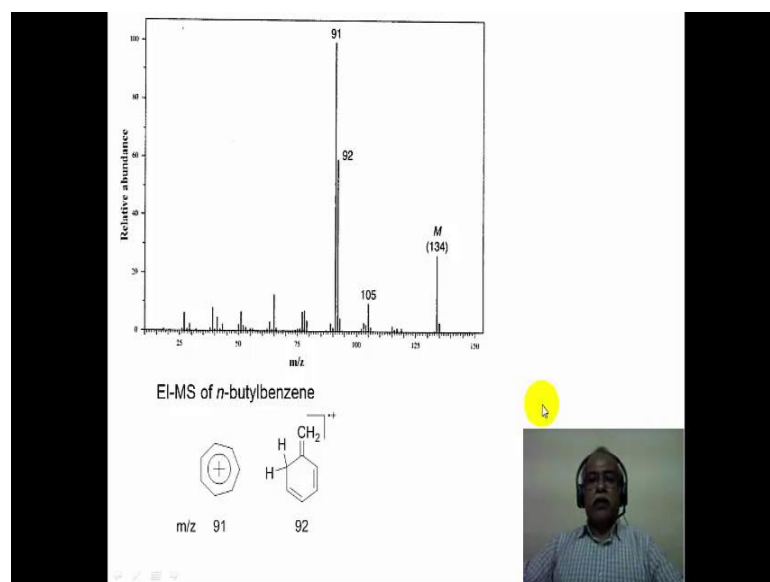 91
100
80
92
60
Relative abundance
40
M
(134)
20
105
0
25 50 75 100 125 150
m/z
EI-MS of n-butylbenzene
CH2
H
H
m/z 91 92